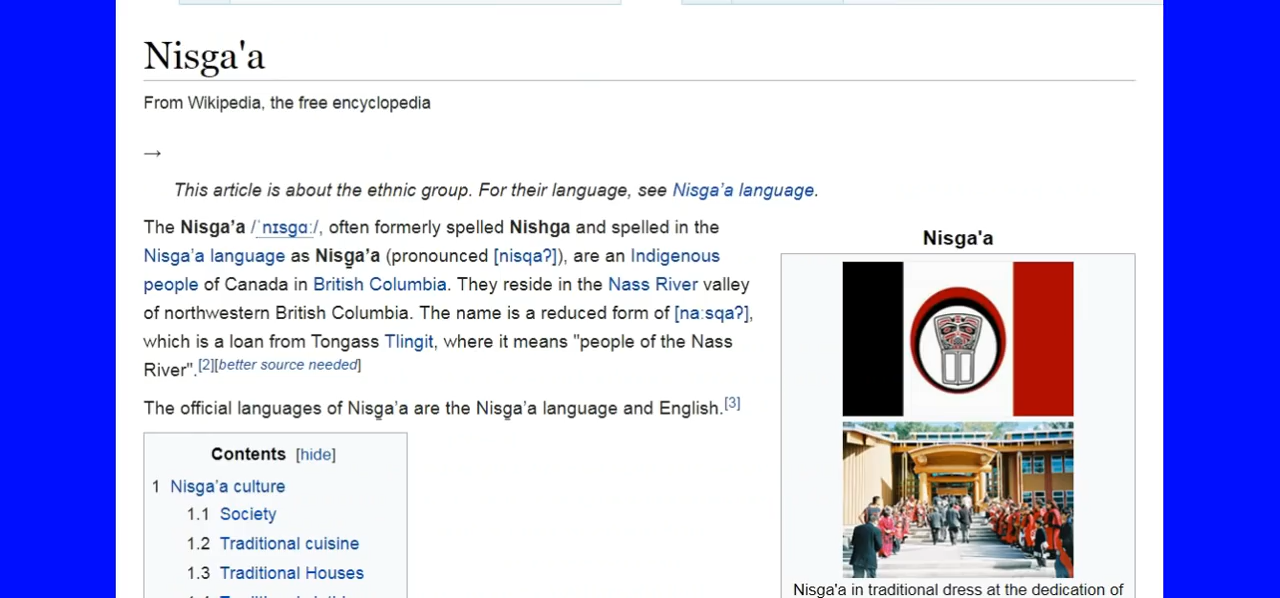 Nisga'a
From Wikipedia, the free encyclopedia
→
This article is about the ethnic group. For their language, see Nisga’a language.
The Nisga’a /ˈnɪsɡɑː/, often formerly spelled Nishga and spelled in the
Nisga’a language as Nisg̱a’a (pronounced [nisqaʔ]), are an Indigenous
people of Canada in British Columbia. They reside in the Nass River valley
of northwestern British Columbia. The name is a reduced form of [naːsqaʔ],
which is a loan from Tongass Tlingit, where it means "people of the Nass
River".[2][better source needed]
The official languages of Nisg̱a’a are the Nisg̱a’a language and English.[3]
Nisga'a
Nisga'a in traditional dress at the dedication of
Contents [hide]
1 Nisga’a culture
1.1 Society
1.2 Traditional cuisine
1.3 Traditional Houses